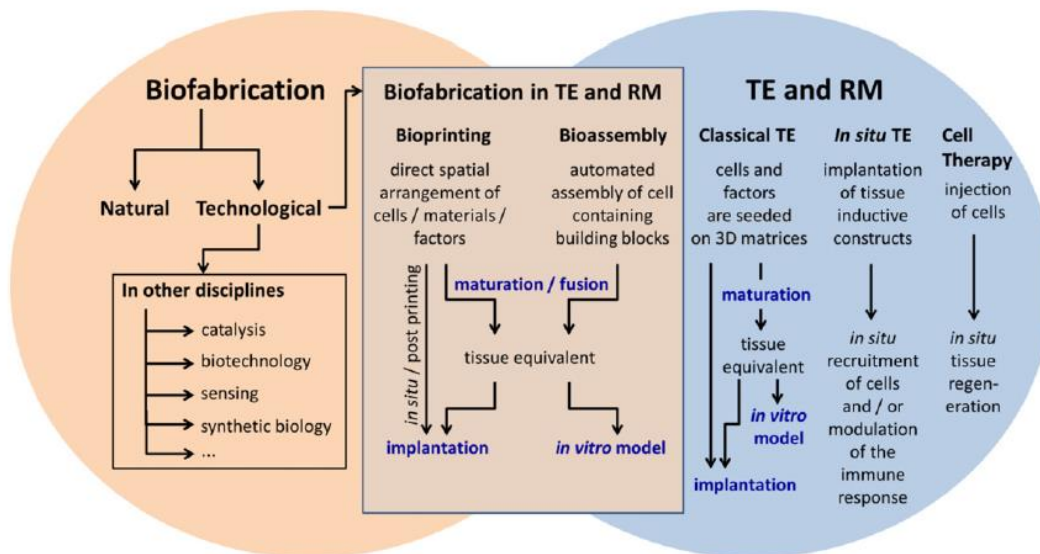 Biofabrication
Natural
Technological
In other disciplines
catalysis
biotechnology
sensing
synthetic biology
...
Biofabrication in TE and RM
Bioprinting
direct spatial
arrangement of
cells / materials /
factors
Bioassembly
automated
assembly of cell
containing
building blocks
maturation / fusion
in situ / post printing
tissue equivalent
implantation
in vitro model
TE and RM
Classical TE
cells and
factors
are seeded
on 3D matrices
maturation
tissue
equivalent
in vitro
model
implantation
In situ TE
implantation
of tissue
inductive
constructs
in situ
recruitment
of cells
and / or
modulation
of the
immune
response
Cell
Therapy
injection
of cells
in situ
tissue
regen-
eration